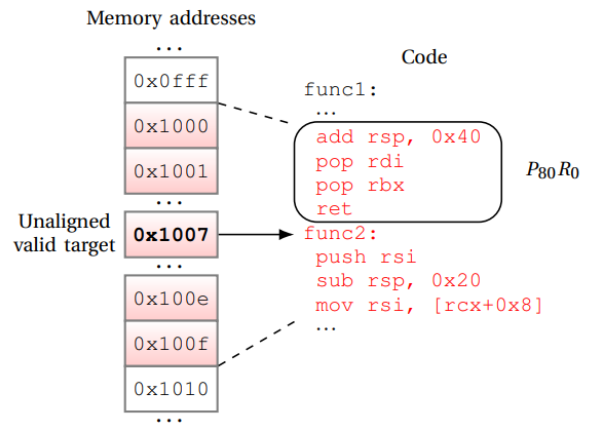 Memory addresses
...
0x0fff
0x1000
0x1001
...
Unaligned
valid target
0x1007
...
0x100e
0x100f
0x1010
...
Code
func1:
...
add rsp, 0x40
pop rdi
pop rbx
ret
P80R0
func2:
push rsi
sub rsp, 0x20
mov rsi, [rcx+0x8]
...